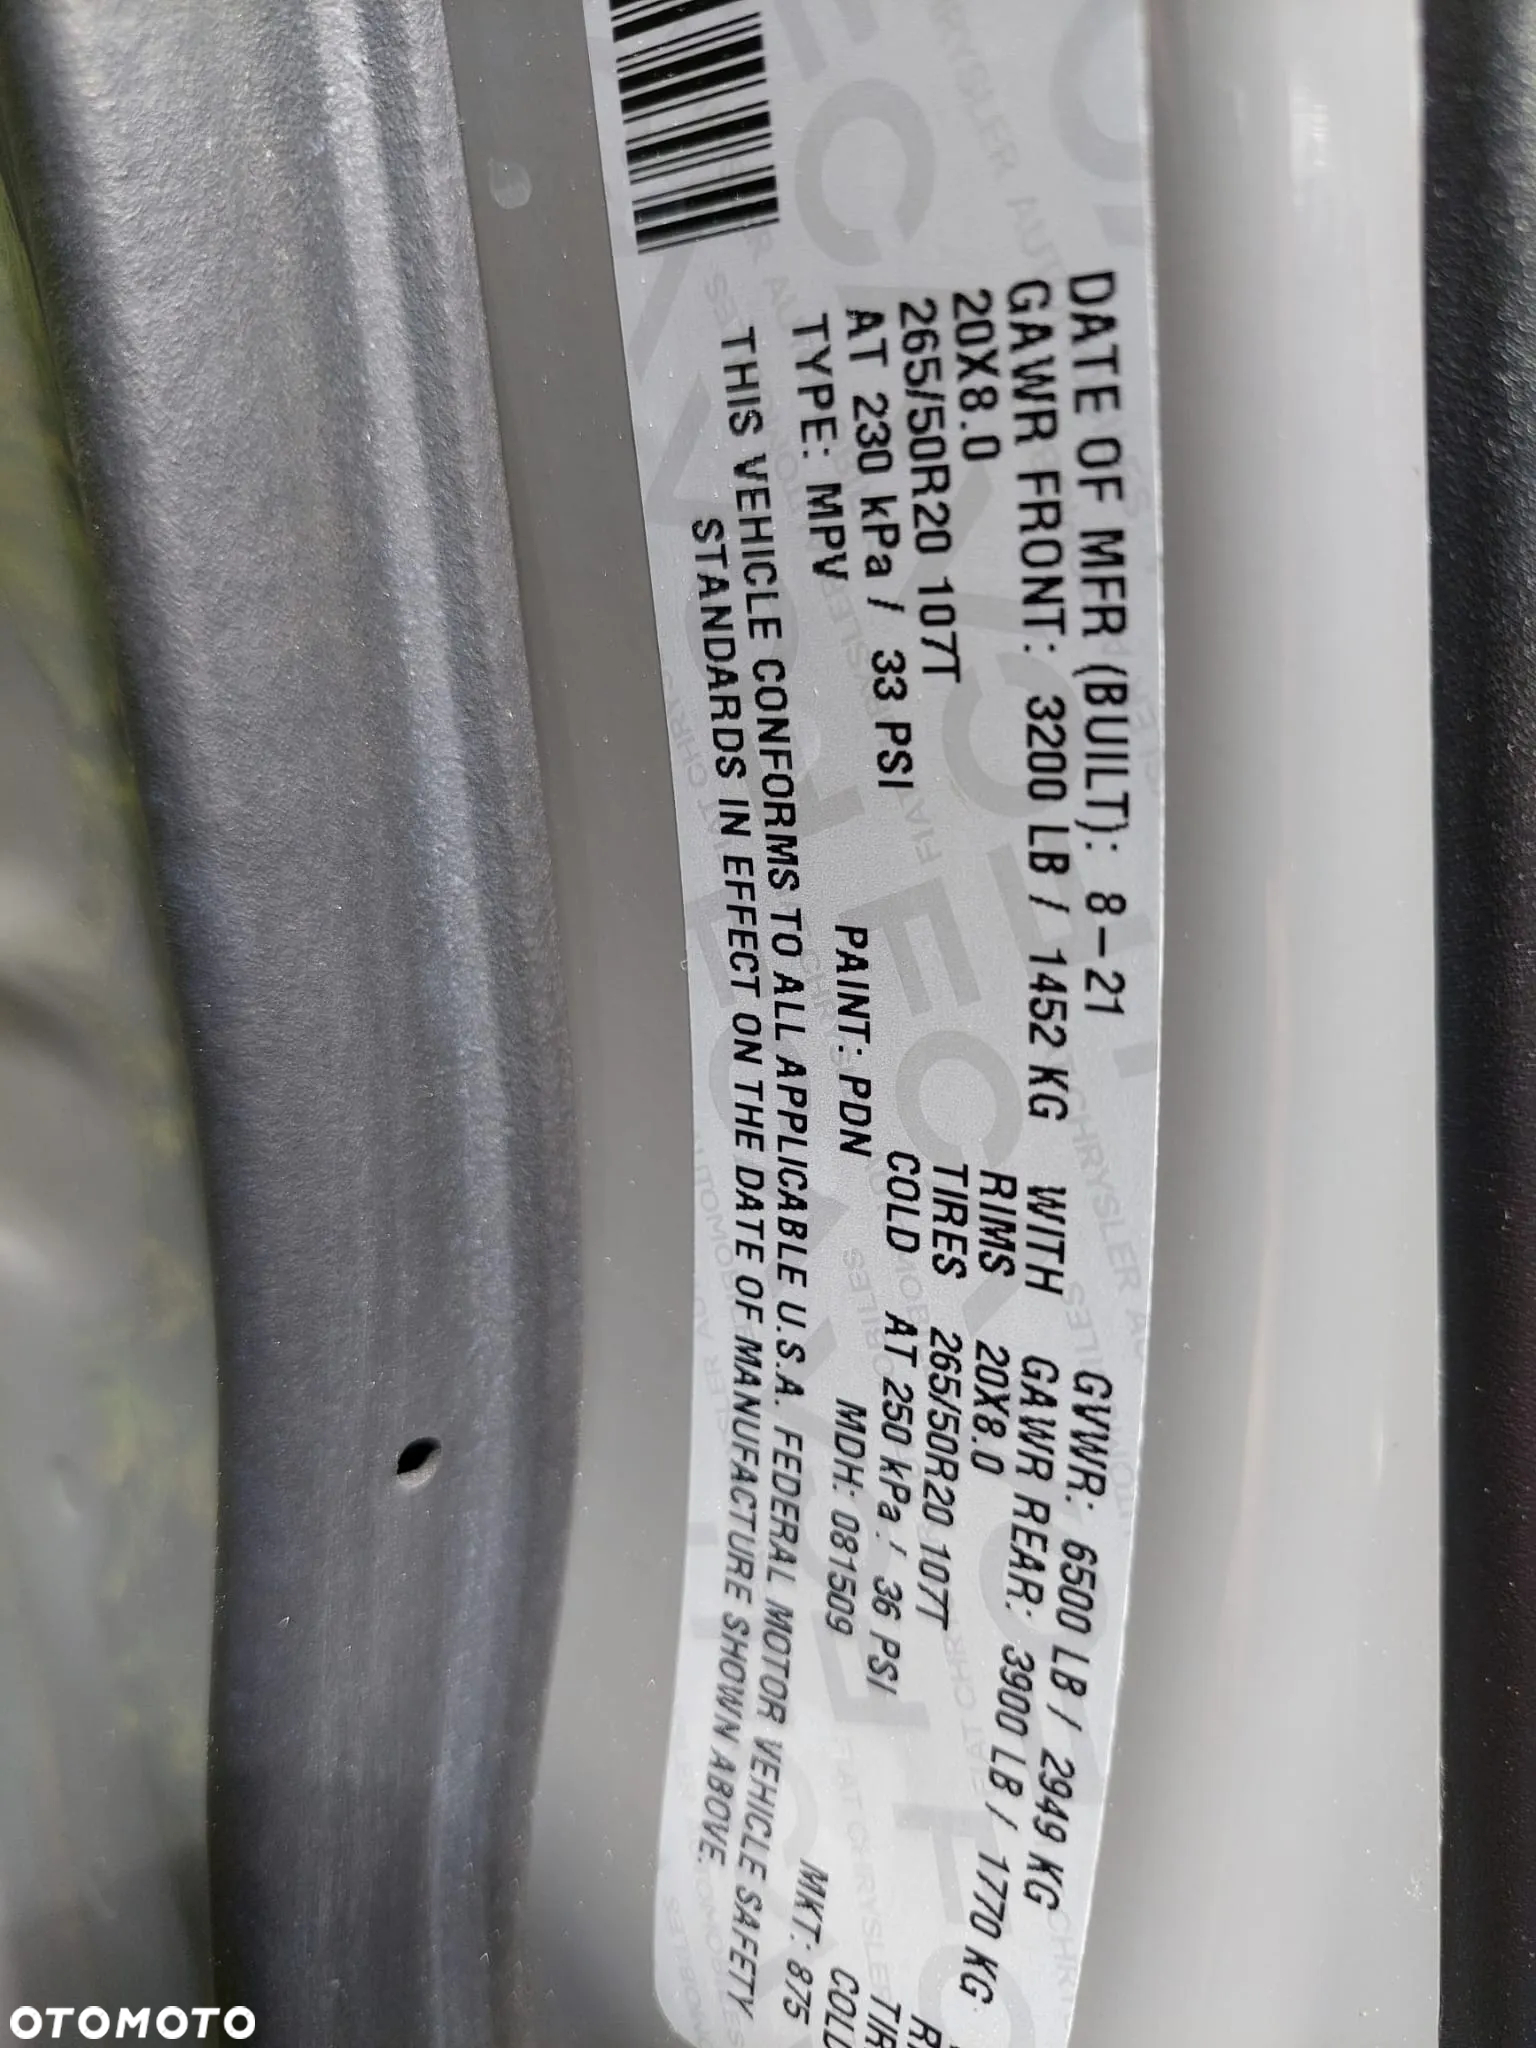 DATE OF MFR (BUILT): 8-21 GVWR: 6500 LB / 2949 KG
GAWR FRONT: 3200 LB / 1452 KG WITH GAWR REAR: 3900 LB / 1770 KG
20X8.0 RIMS 20X8.0
265/50R20 107T TIRES 265/50R20 107T
AT 230 kPa / 33 PSI COLD AT 250 kPa / 36 PSI COLD
TYPE: MPV PAINT: PDN MDH: 081509 MKT: 875
THIS VEHICLE CONFORMS TO ALL APPLICABLE U.S.A. FEDERAL MOTOR VEHICLE SAFETY
STANDARDS IN EFFECT ON THE DATE OF MANUFACTURE SHOWN ABOVE.
OTOMOTO